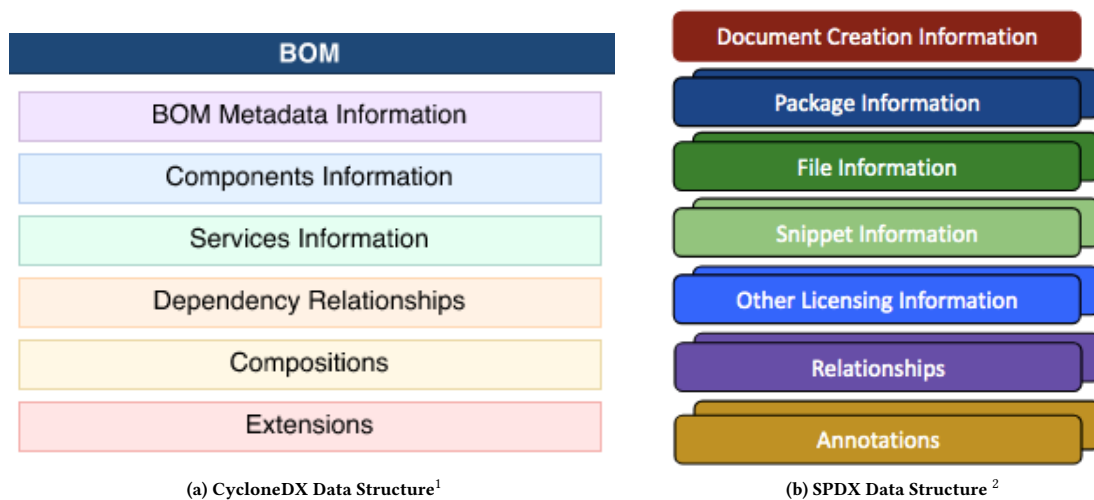 BOM
BOM Metadata Information
Components Information
Services Information
Dependency Relationships
Compositions
Extensions
(a) CycloneDX Data Structure¹
Document Creation Information
Package Information
File Information
Snippet Information
Other Licensing Information
Relationships
Annotations
(b) SPDX Data Structure ²